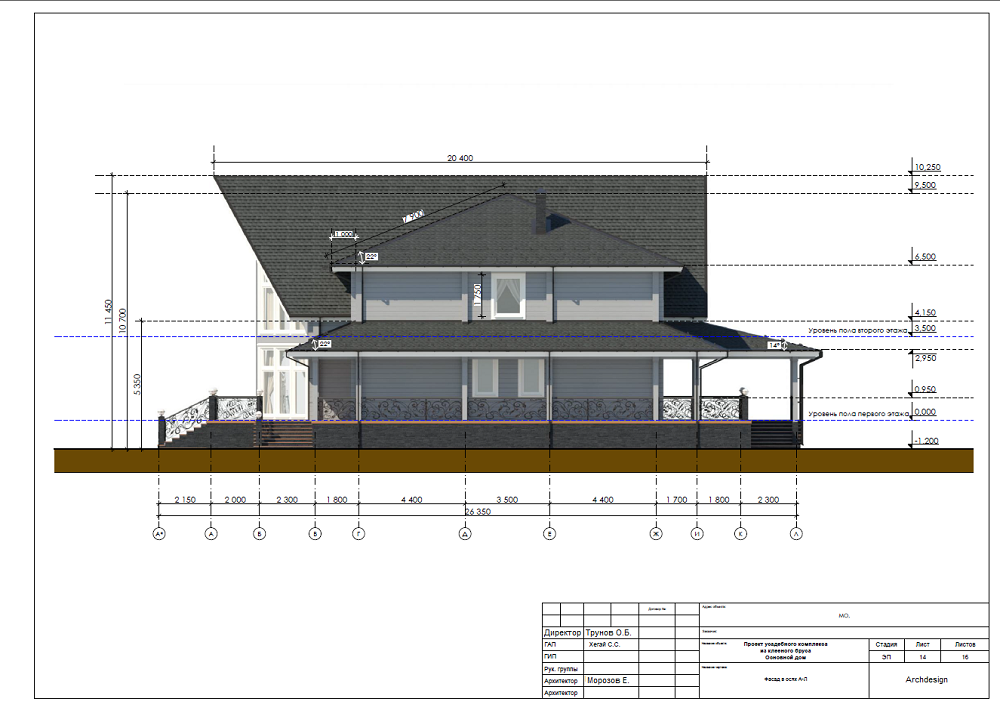 20 400
10,250
9,500
7 900
1 000
22°
6,500
1 750
11 450
10 700
4,150
Уровень пола второго этажа
3,500
22°
14°
2,950
5 350
0,950
Уровень пола первого этажа
0,000
-1,200
2 150 2 000 2 300 1 800 4 400 3 500 4 400 1 700 1 800 2 300
26 350
А* А Б В Г Д Е Ж И К Л
МО,
Директор Трунов О.Б.
ГАП Хегай С.С.
ГИП
Рук. группы
Архитектор Морозов Е.
Архитектор
Проект усадебного комплекса
из клееного бруса
Основной дом
Стадия Лист Листов
ЭП 14 16
Фасад в осях А-Л
Archdesign